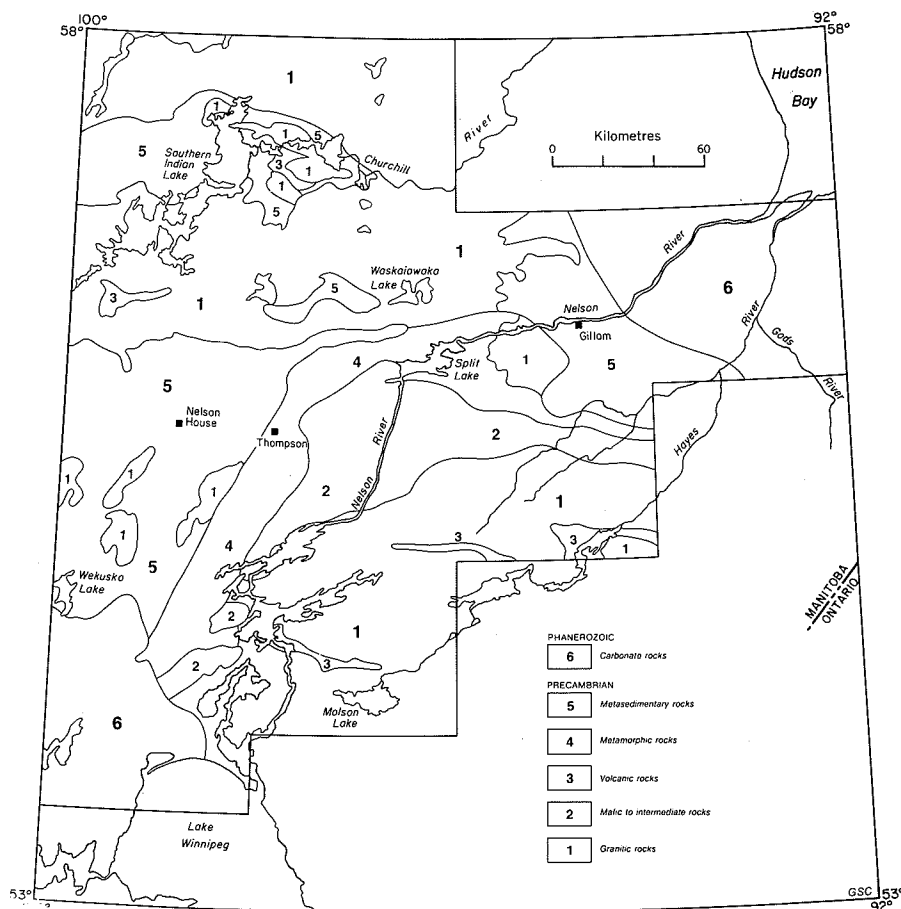 100°
58°
92°
58°
Hudson
Bay
1
River
Kilometres
0
60
1
1
5
5
Southern
Indian
Lake
3
1
Churchill
1
5
1
Waskaiowaka
Lake
5
3
1
River
6
Nelson
River
Gillam
Gods
River
4
Split
Lake
1
5
5
Nelson
House
Thompson
River
2
Hayes
1
1
1
2
Nelson
1
3
3
1
4
5
Wekusko
Lake
2
1
MANITOBA
ONTARIO
2
3
Molson
Lake
6
Lake
Winnipeg
PHANEROZOIC
6 Carbonate rocks
PRECAMBRIAN
5 Metasedimentary rocks
4 Metamorphic rocks
3 Volcanic rocks
2 Mafic to intermediate rocks
1 Granitic rocks
53°
GSC
53°
92°